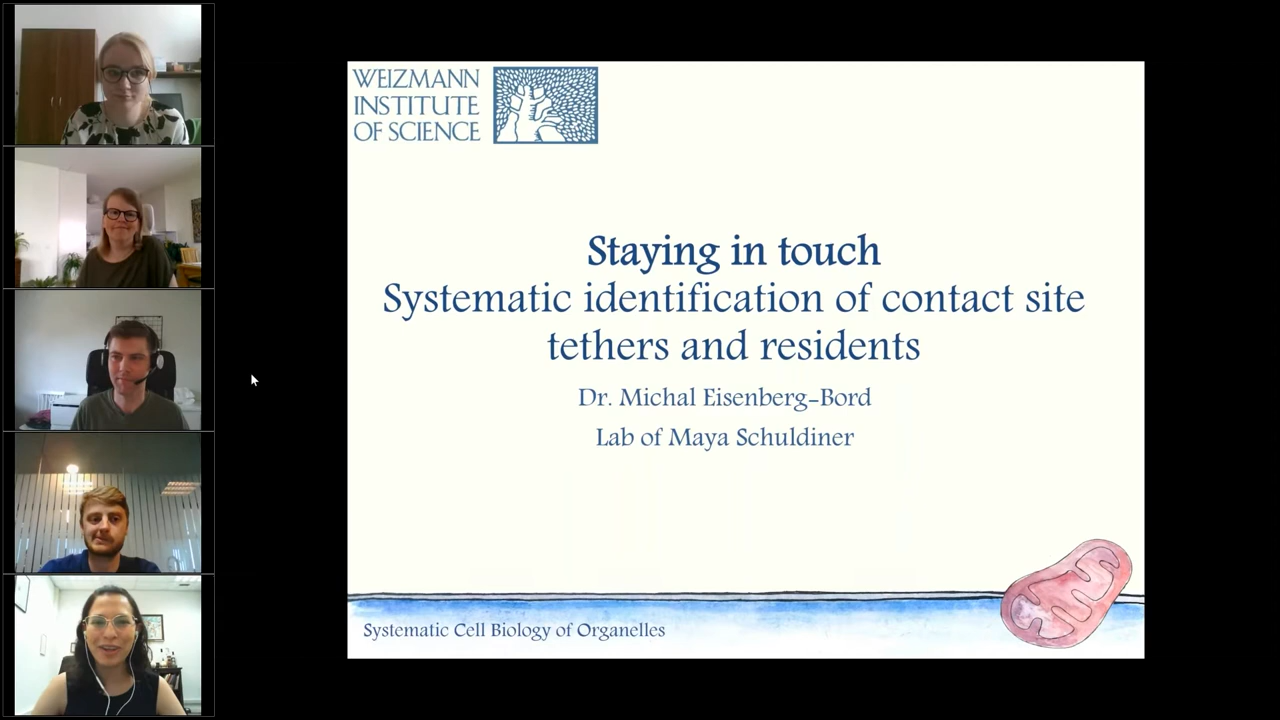 WEIZMANN
INSTITUTE
OF SCIENCE
Staying in touch
Systematic identification of contact site
tethers and residents
Dr. Michal Eisenberg-Bord
Lab of Maya Schuldiner
Systematic Cell Biology of Organelles